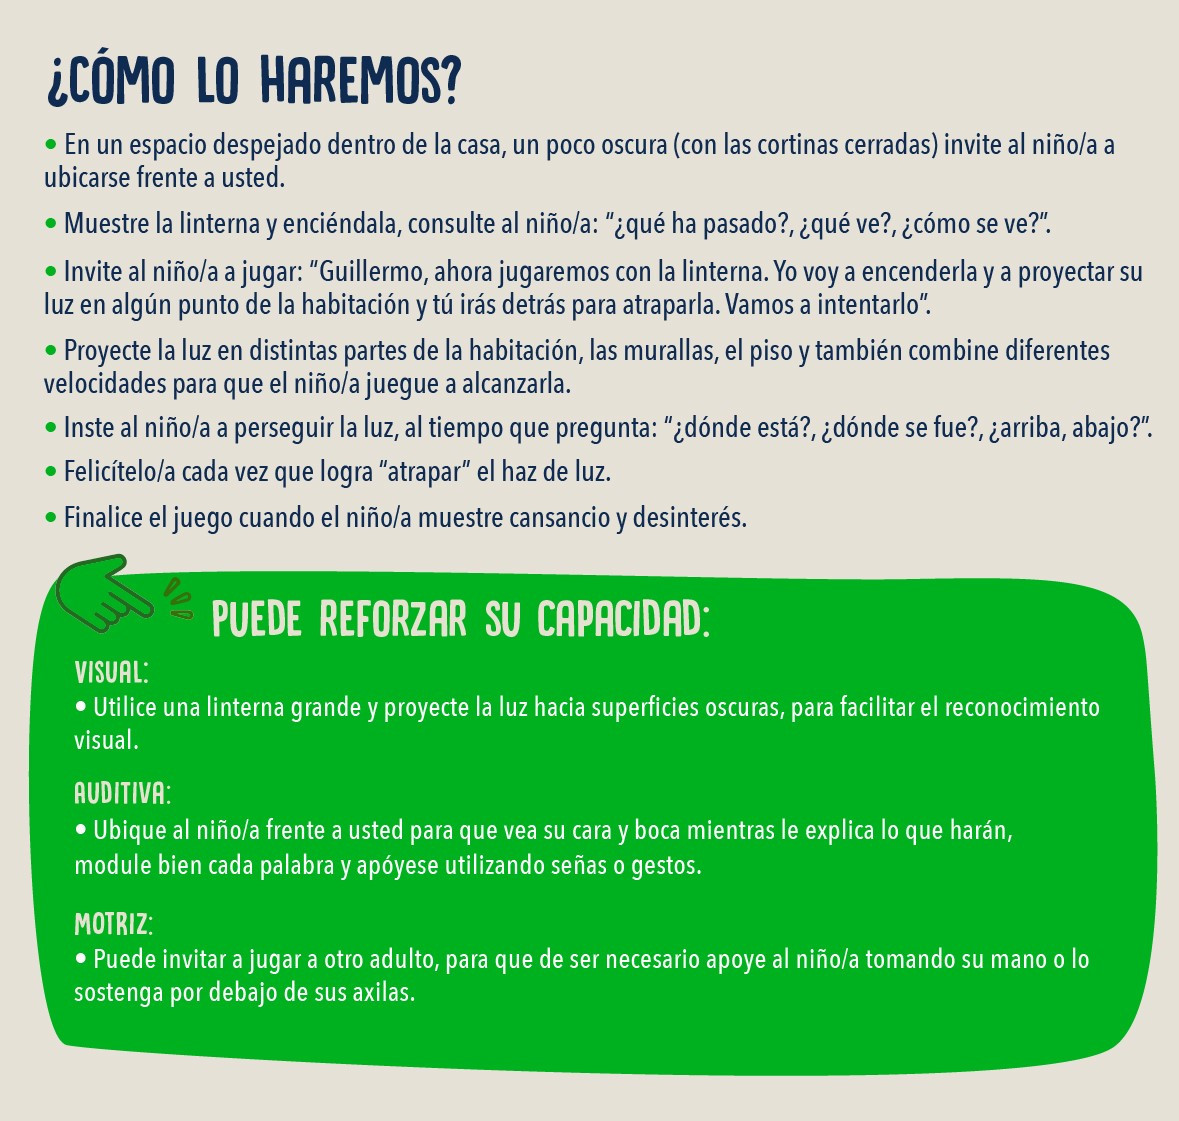 ¿CÓMO LO HAREMOS?
• En un espacio despejado dentro de la casa, un poco oscura (con las cortinas cerradas) invite al niño/a a
ubicarse frente a usted.
• Muestre la linterna y enciéndala, consulte al niño/a: “¿qué ha pasado?, ¿qué ve?, ¿cómo se ve?”.
• Invite al niño/a a jugar: “Guillermo, ahora jugaremos con la linterna. Yo voy a encenderla y a proyectar su
luz en algún punto de la habitación y tú irás detrás para atraparla. Vamos a intentarlo”.
• Proyecte la luz en distintas partes de la habitación, las murallas, el piso y también combine diferentes
velocidades para que el niño/a juegue a alcanzarla.
• Inste al niño/a a perseguir la luz, al tiempo que pregunta: “¿dónde está?, ¿dónde se fue?, ¿arriba, abajo?”.
• Felicítelo/a cada vez que logra “atrapar” el haz de luz.
• Finalice el juego cuando el niño/a muestre cansancio y desinterés.
PUEDE REFORZAR SU CAPACIDAD:
VISUAL:
• Utilice una linterna grande y proyecte la luz hacia superficies oscuras, para facilitar el reconocimiento
visual.
AUDITIVA:
• Ubique al niño/a frente a usted para que vea su cara y boca mientras le explica lo que harán,
module bien cada palabra y apóyese utilizando señas o gestos.
MOTRIZ:
• Puede invitar a jugar a otro adulto, para que de ser necesario apoye al niño/a tomando su mano o lo
sostenga por debajo de sus axilas.